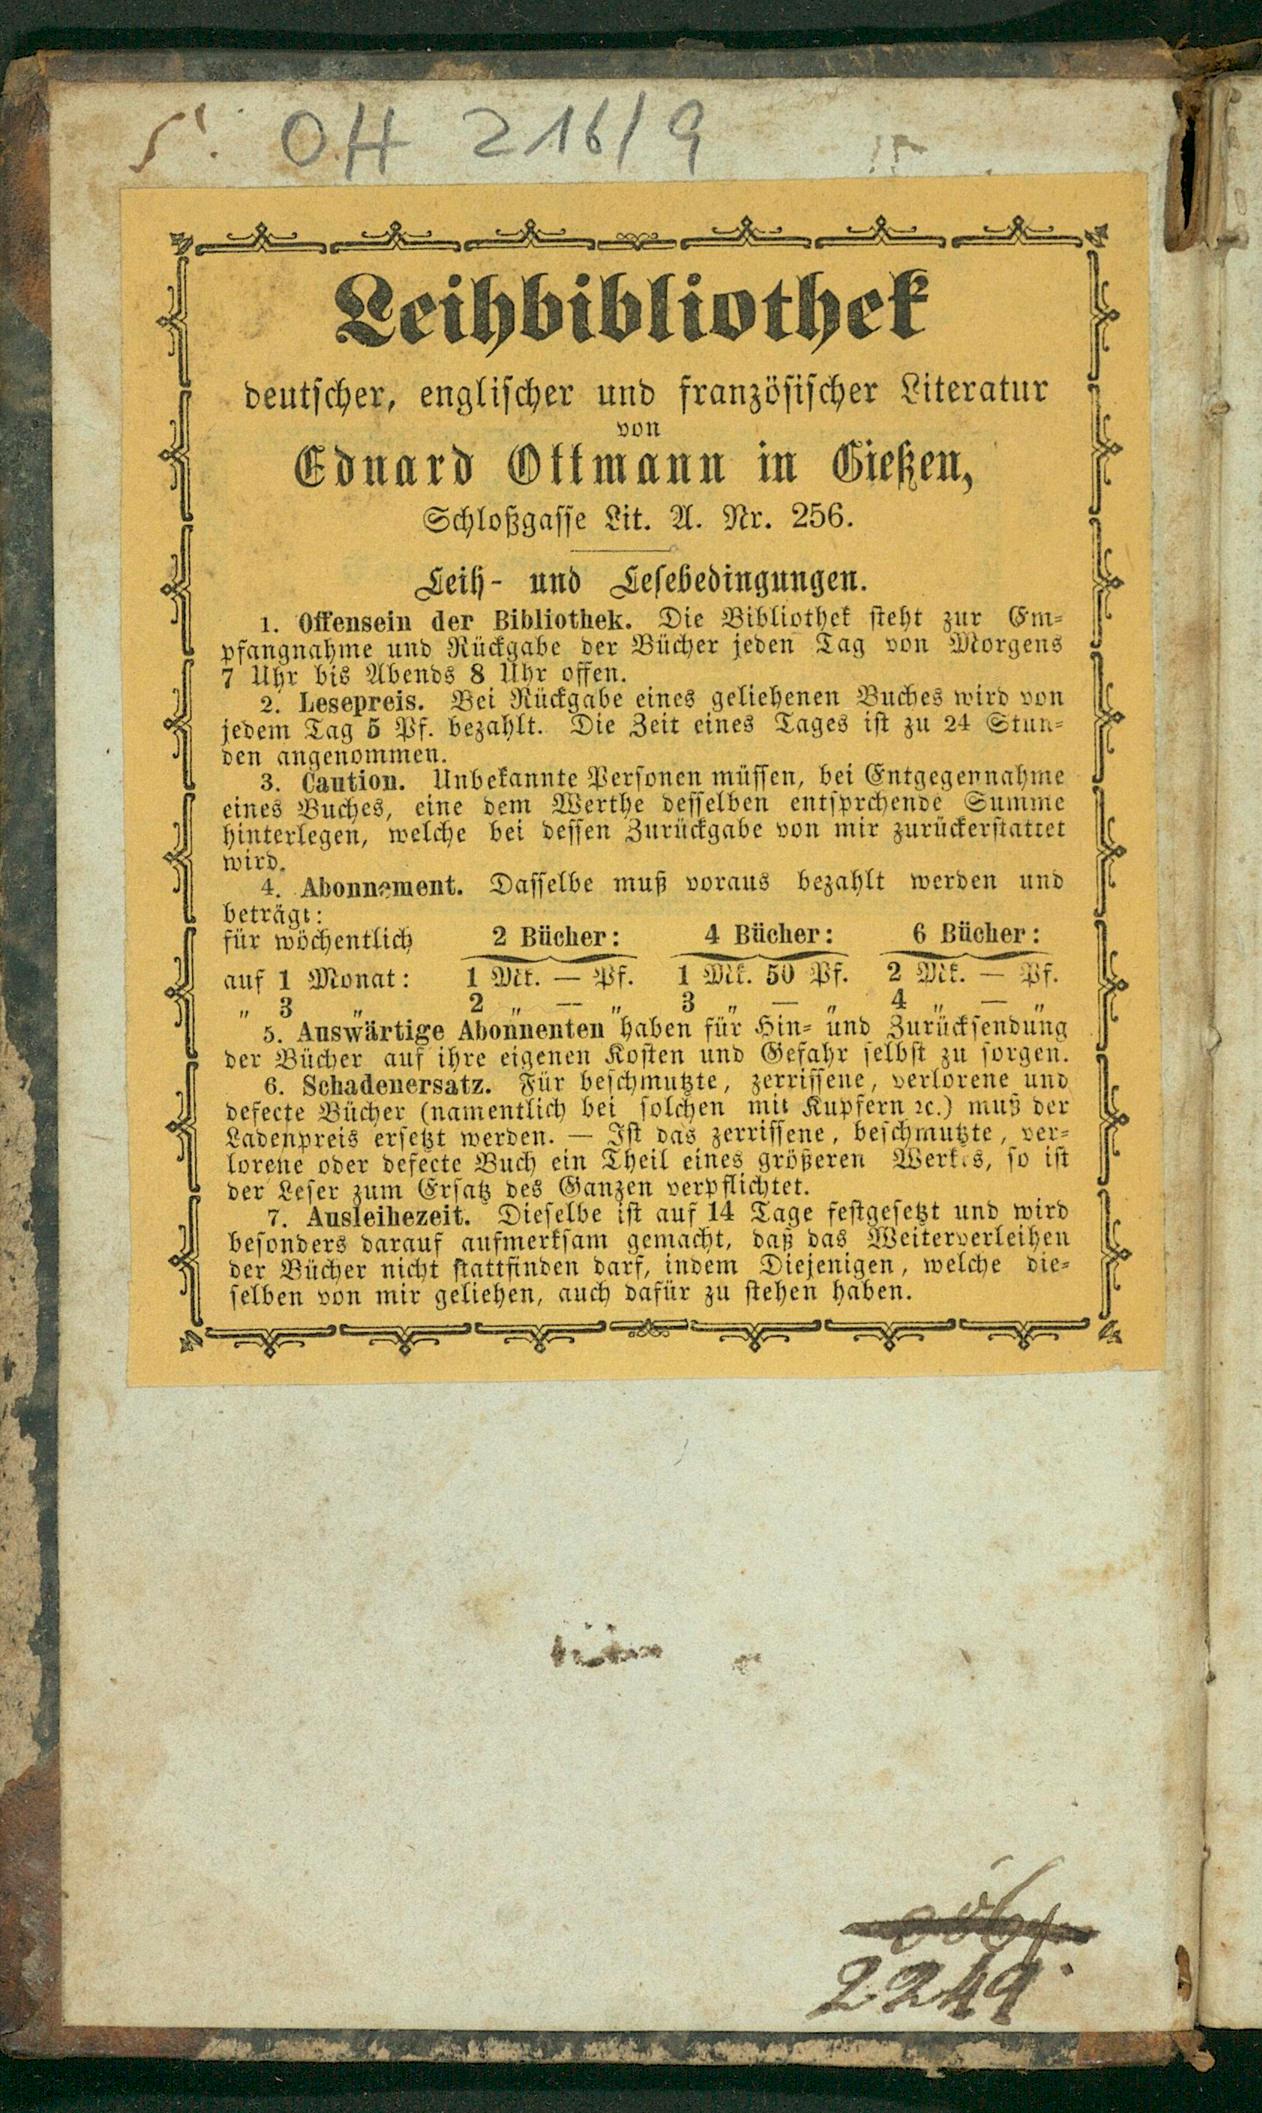 OH 216/9
Leihbibliothek
deutscher, englischer und französischer Literatur
von
Eduard Ottmann in Gießen,
Schloßgasse Lit. A. Nr. 256.
Leih- und Lesebedingungen.
1. Offensein der Bibliothek. Die Bibliothek steht zur Em-
pfangnahme und Rückgabe der Bücher jeden Tag von Morgens
7 Uhr bis Abends 8 Uhr offen.
2. Lesepreis. Bei Rückgabe eines geliehenen Buches wird von
jedem Tag 5 Pf. bezahlt. Die Zeit eines Tages ist zu 24 Stun-
den angenommen.
3. Caution. Unbekannte Personen müssen, bei Entgegennahme
eines Buches, eine dem Werthe desselben entsprchende Summe
hinterlegen, welche bei dessen Zurückgabe von mir zurückerstattet
wird.
4. Abonnement. Dasselbe muß voraus bezahlt werden und
beträgt:
für wöchentlich 2 Bücher: 4 Bücher: 6 Bücher:
auf 1 Monat: 1 Mk. — Pf. 1 Mk. 50 Pf. 2 Mk. — Pf.
„ 3 „ 2 „ — „ 3 „ — „ 4 „ — „
5. Auswärtige Abonnenten haben für Hin- und Zurücksendung
der Bücher auf ihre eigenen Kosten und Gefahr selbst zu sorgen.
6. Schadenersatz. Für beschmutzte, zerrissene, verlorene und
defecte Bücher (namentlich bei solchen mit Kupfern ꝛc.) muß der
Ladenpreis ersetzt werden. — Ist das zerrissene, beschmutzte, ver-
lorene oder defecte Buch ein Theil eines größeren Werkes, so ist
der Leser zum Ersatz des Ganzen verpflichtet.
7. Ausleihezeit. Dieselbe ist auf 14 Tage festgesetzt und wird
besonders darauf aufmerksam gemacht, daß das Weiterverleihen
der Bücher nicht stattfinden darf, indem Diejenigen, welche die-
selben von mir geliehen, auch dafür zu stehen haben.
2249.